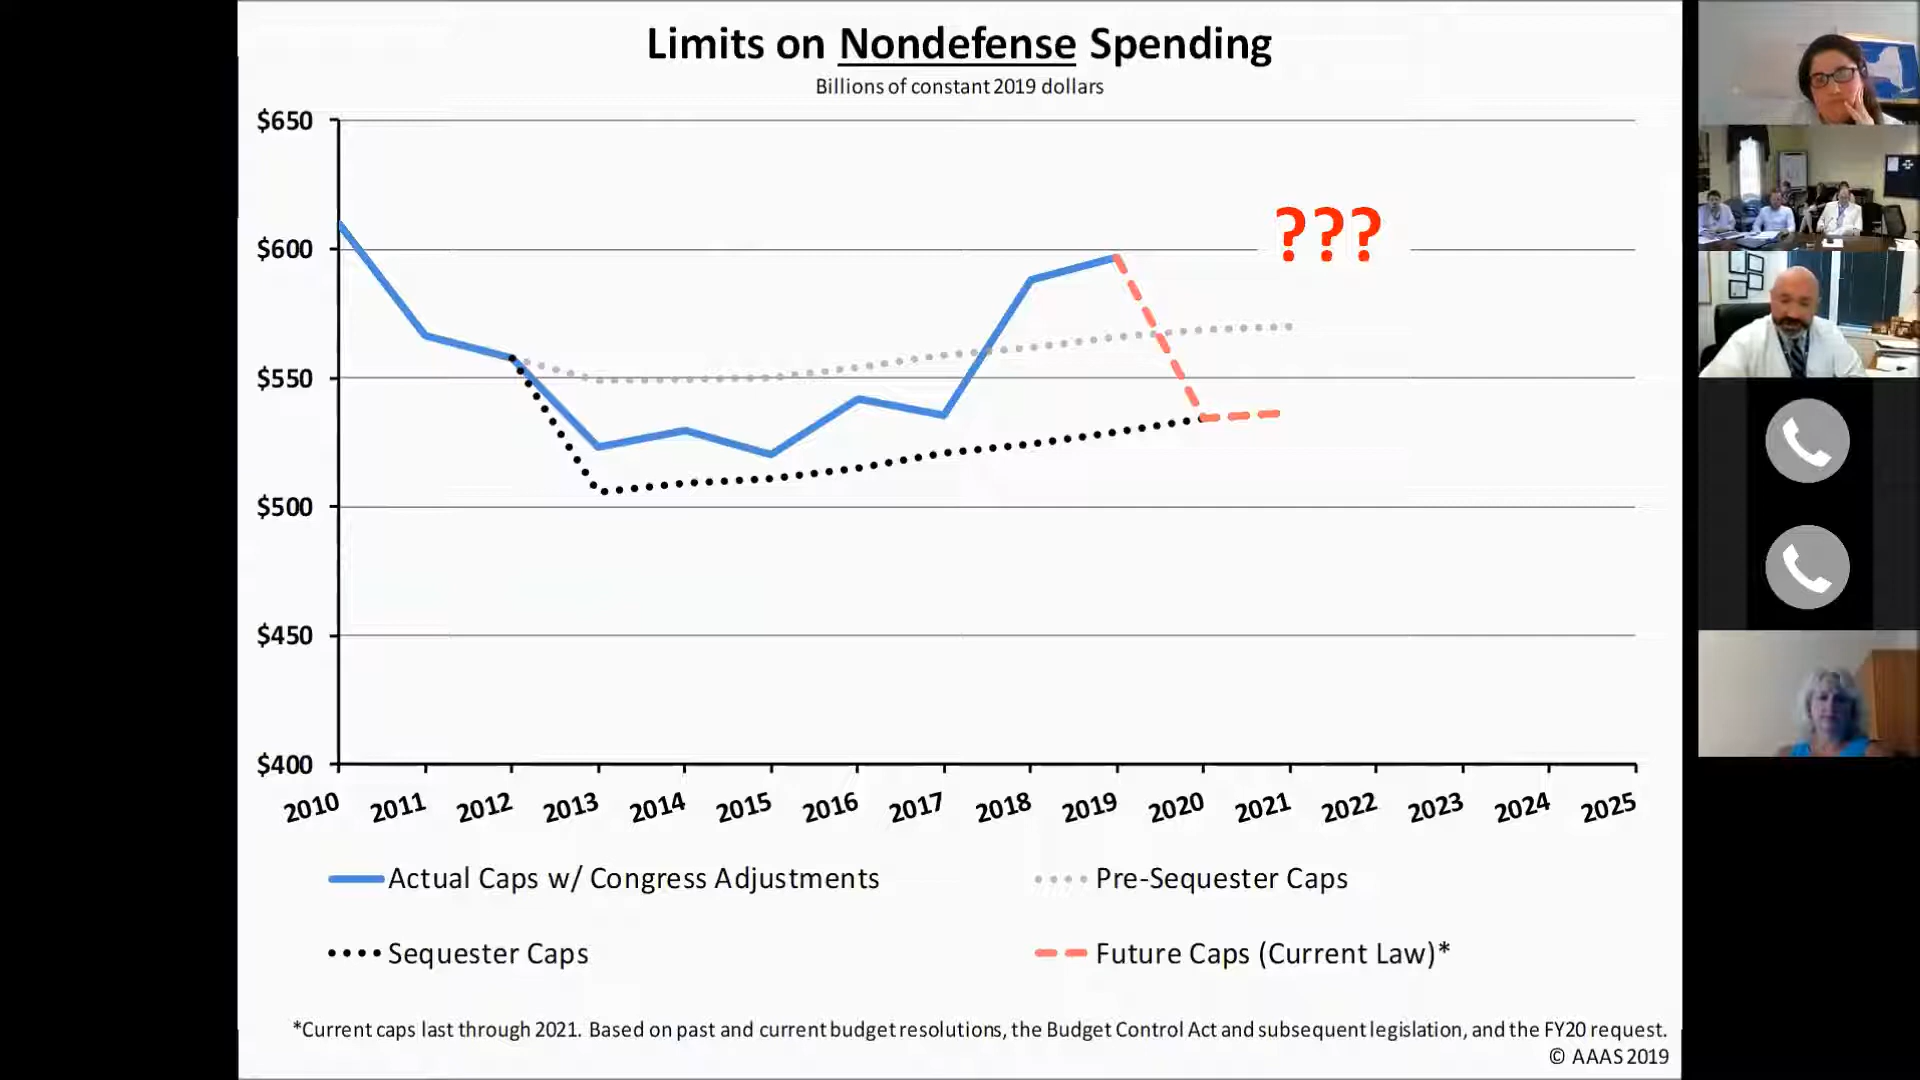 Limits on Nondefense Spending
Billions of constant 2019 dollars
$650
$600
$550
$500
$450
$400
???
2010 2011 2012 2013 2014 2015 2016 2017 2018 2019 2020 2021 2022 2023 2024 2025
Actual Caps w/ Congress Adjustments
Pre-Sequester Caps
Sequester Caps
Future Caps (Current Law)*
*Current caps last through 2021. Based on past and current budget resolutions, the Budget Control Act and subsequent legislation, and the FY20 request.
© AAAS 2019